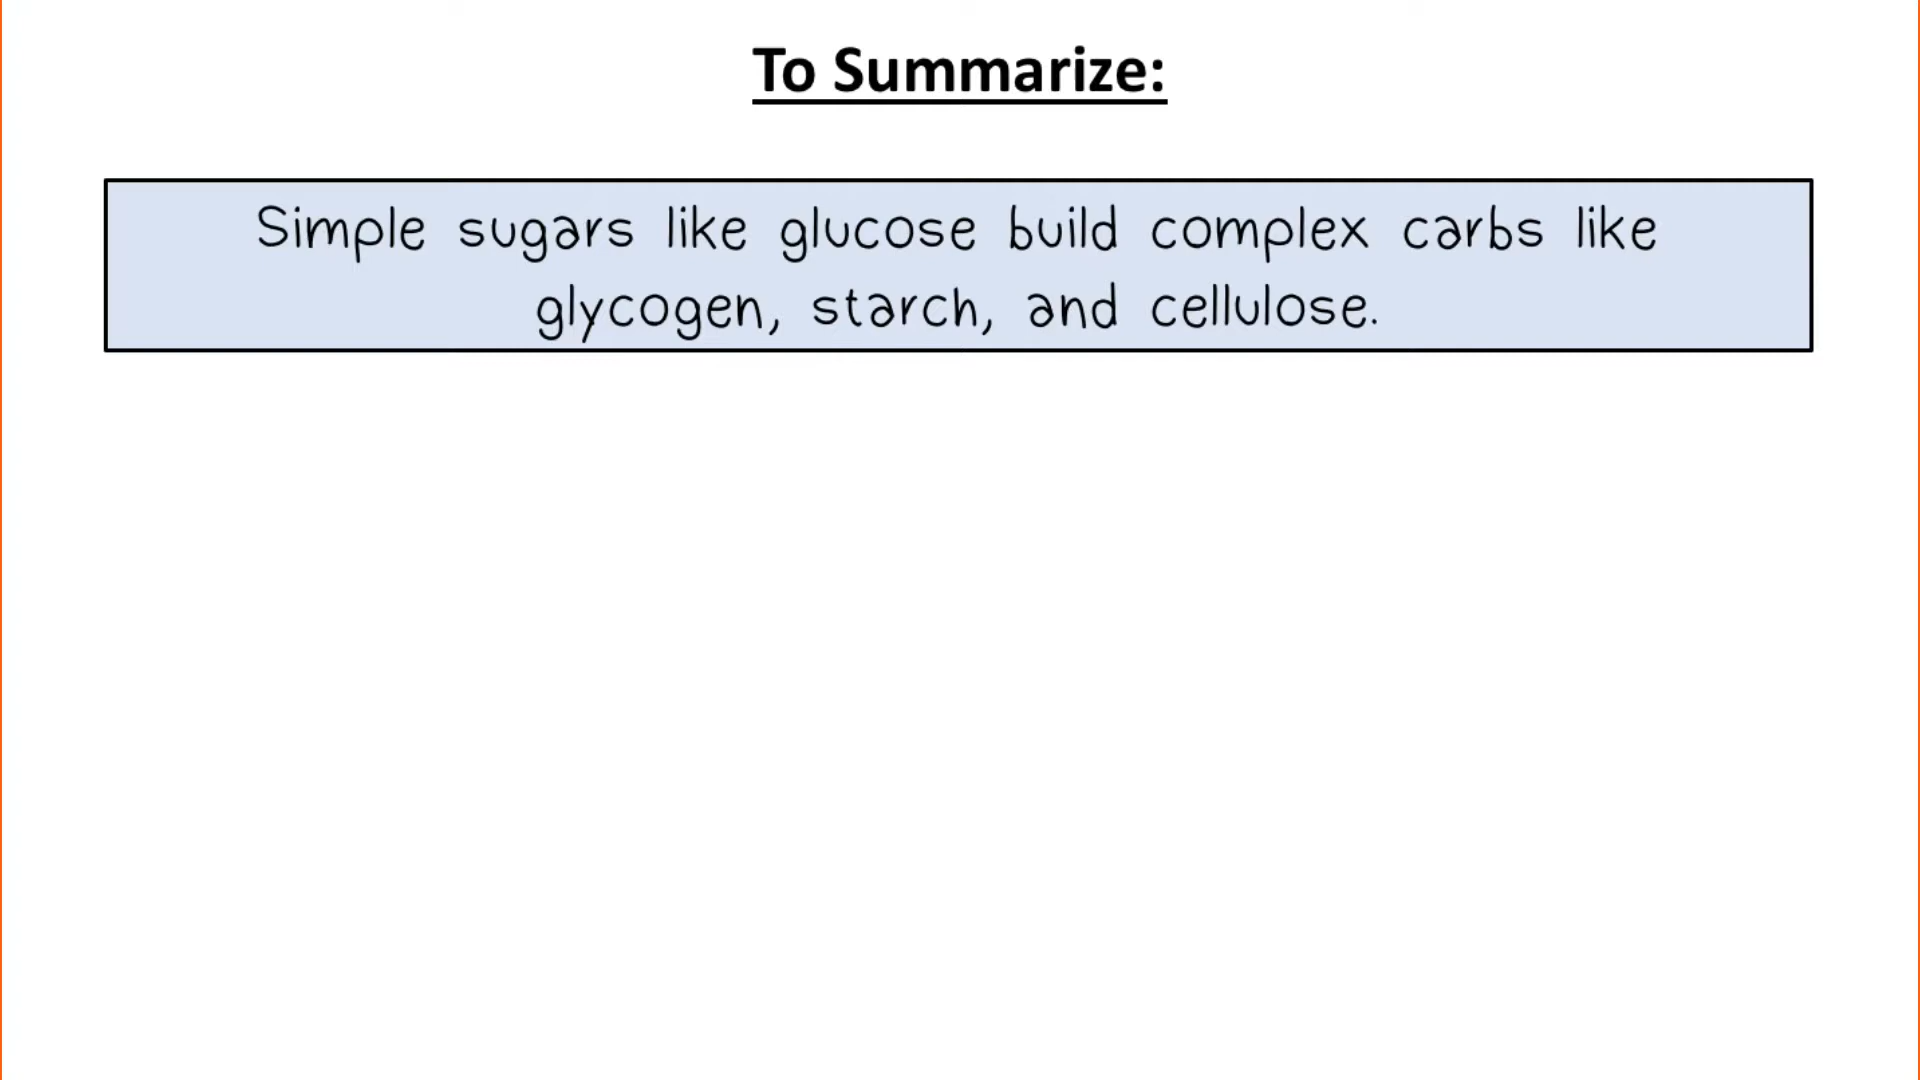 To Summarize:
Simple sugars like glucose build complex carbs like
glycogen, starch, and cellulose.